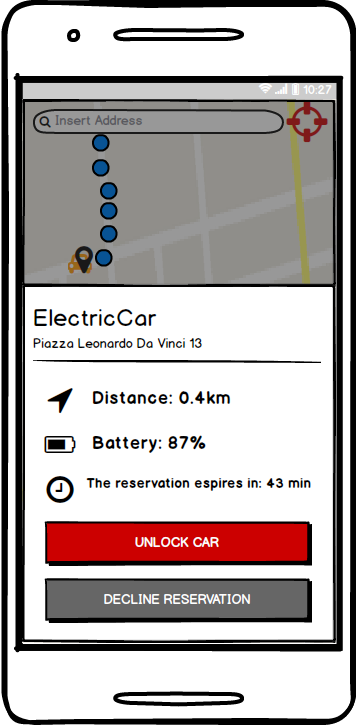 10:27
Insert Address
ElectricCar
Piazza Leonardo Da Vinci 13
Distance: 0.4km
Battery: 87%
The reservation espires in: 43 min
UNLOCK CAR
DECLINE RESERVATION